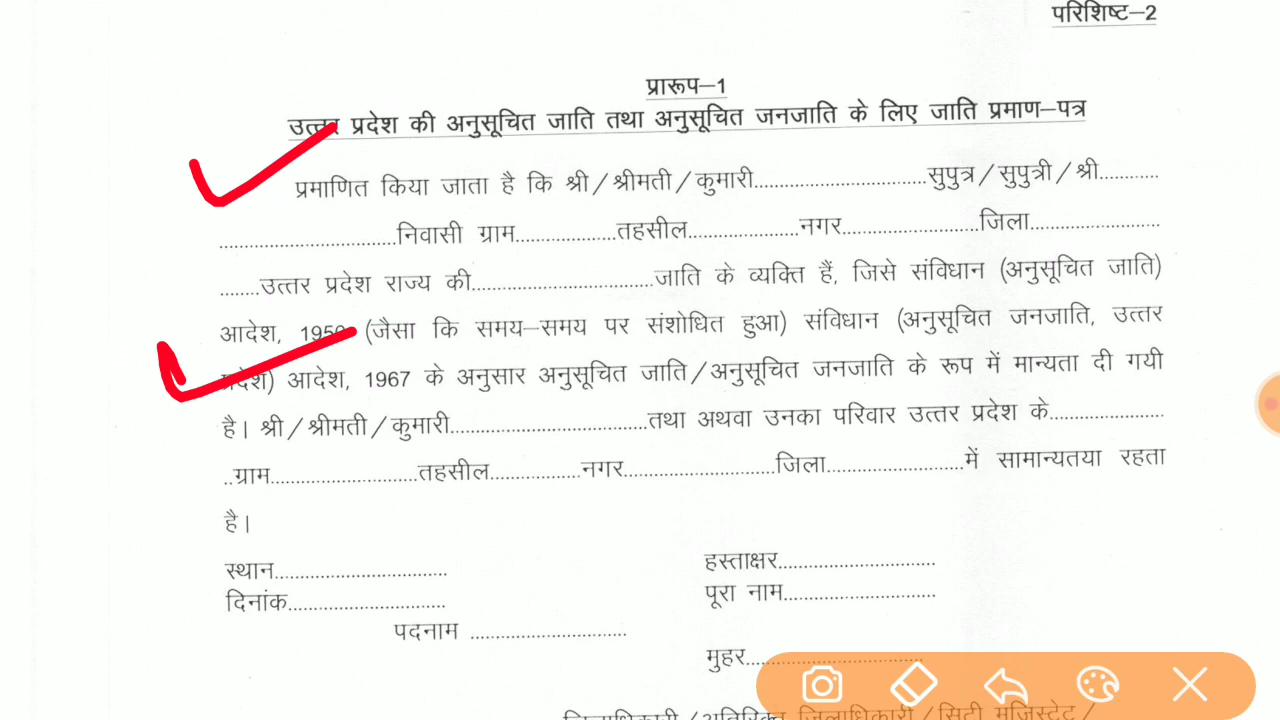 परिशिष्ट–2
प्रारूप–1
उत्तर प्रदेश की अनुसूचित जाति तथा अनुसूचित जनजाति के लिए जाति प्रमाण–पत्र
प्रमाणित किया जाता है कि श्री/श्रीमती/कुमारी..............................सुपुत्र/सुपुत्री/श्री...........
................................निवासी ग्राम..................तहसील....................नगर.........................जिला........................
.......उत्तर प्रदेश राज्य की.................................जाति के व्यक्ति हैं, जिसे संविधान (अनुसूचित जाति)
आदेश, 1950 (जैसा कि समय–समय पर संशोधित हुआ) संविधान (अनुसूचित जनजाति, उत्तर
प्रदेश) आदेश, 1967 के अनुसार अनुसूचित जाति/अनुसूचित जनजाति के रूप में मान्यता दी गयी
है। श्री/श्रीमती/कुमारी....................................तथा अथवा उनका परिवार उत्तर प्रदेश के.....................
..ग्राम...........................तहसील................नगर...........................जिला.........................में सामान्यतया रहता
है।
स्थान...............................
हस्ताक्षर............................
दिनांक............................
पूरा नाम...........................
पदनाम ............................
मुहर...............................
जिलाधिकारी/अतिरिक्त जिलाधिकारी/सिटी मजिस्ट्रेट/